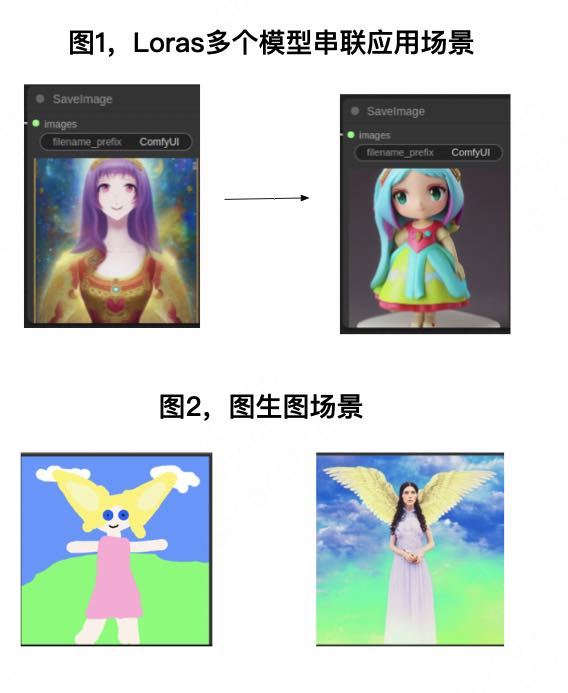 图1，Loras多个模型串联应用场景
SaveImage
images
filename_prefix ComfyUI
SaveImage
images
filename_prefix ComfyUI
图2，图生图场景